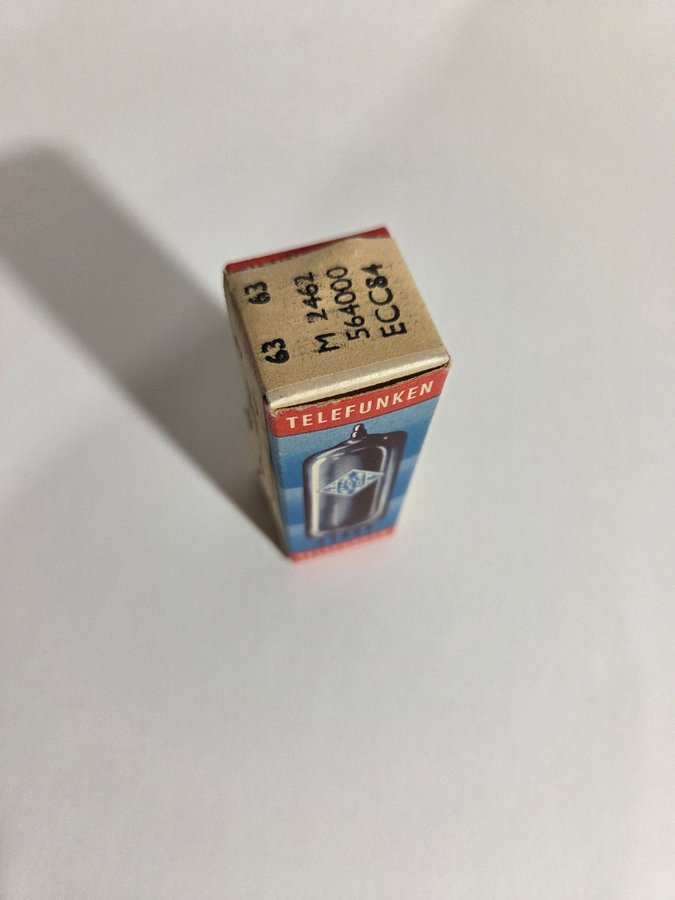 63 63
M 2462
564000
ECC84
TELEFUNKEN